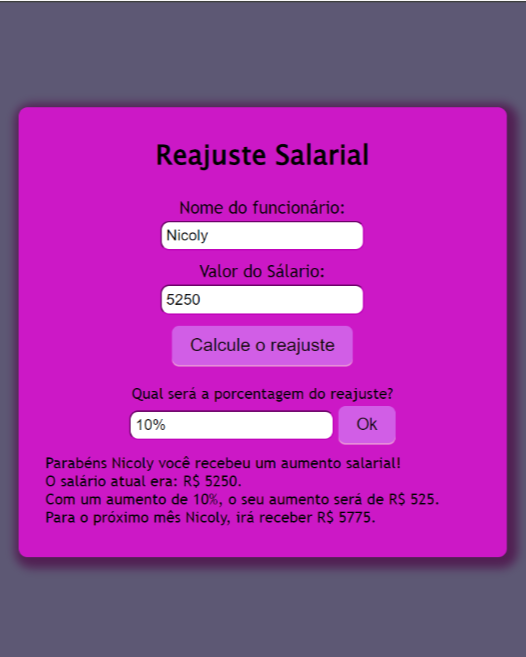 Reajuste Salarial
Nome do funcionário:
Nicoly
Valor do Sálario:
5250
Calcule o reajuste
Qual será a porcentagem do reajuste?
10% Ok
Parabéns Nicoly você recebeu um aumento salarial!
O salário atual era: R$ 5250.
Com um aumento de 10%, o seu aumento será de R$ 525.
Para o próximo mês Nicoly, irá receber R$ 5775.